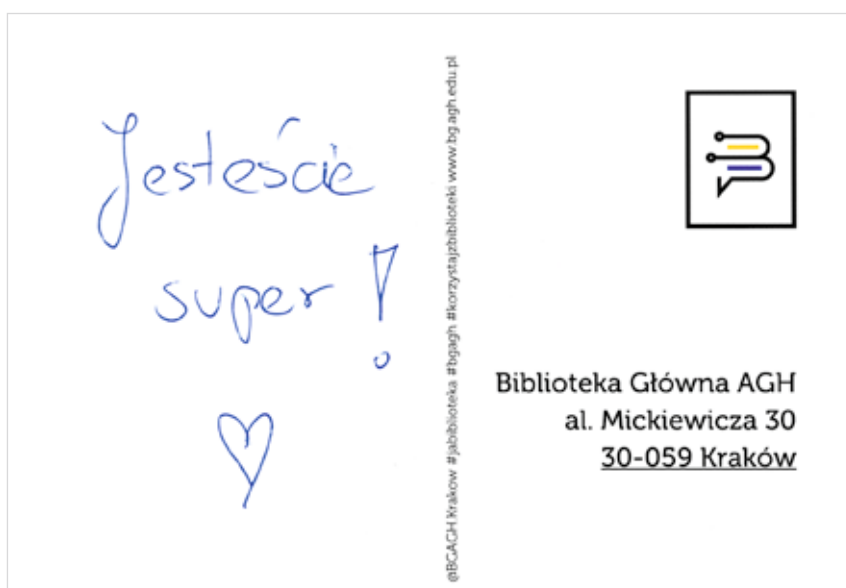 Jesteście
super!
@BGAGH.Krakow #jabiblioteka #bgagh #korzystajzbiblioteki www.bg.agh.edu.pl
Biblioteka Główna AGH
al. Mickiewicza 30
30-059 Kraków